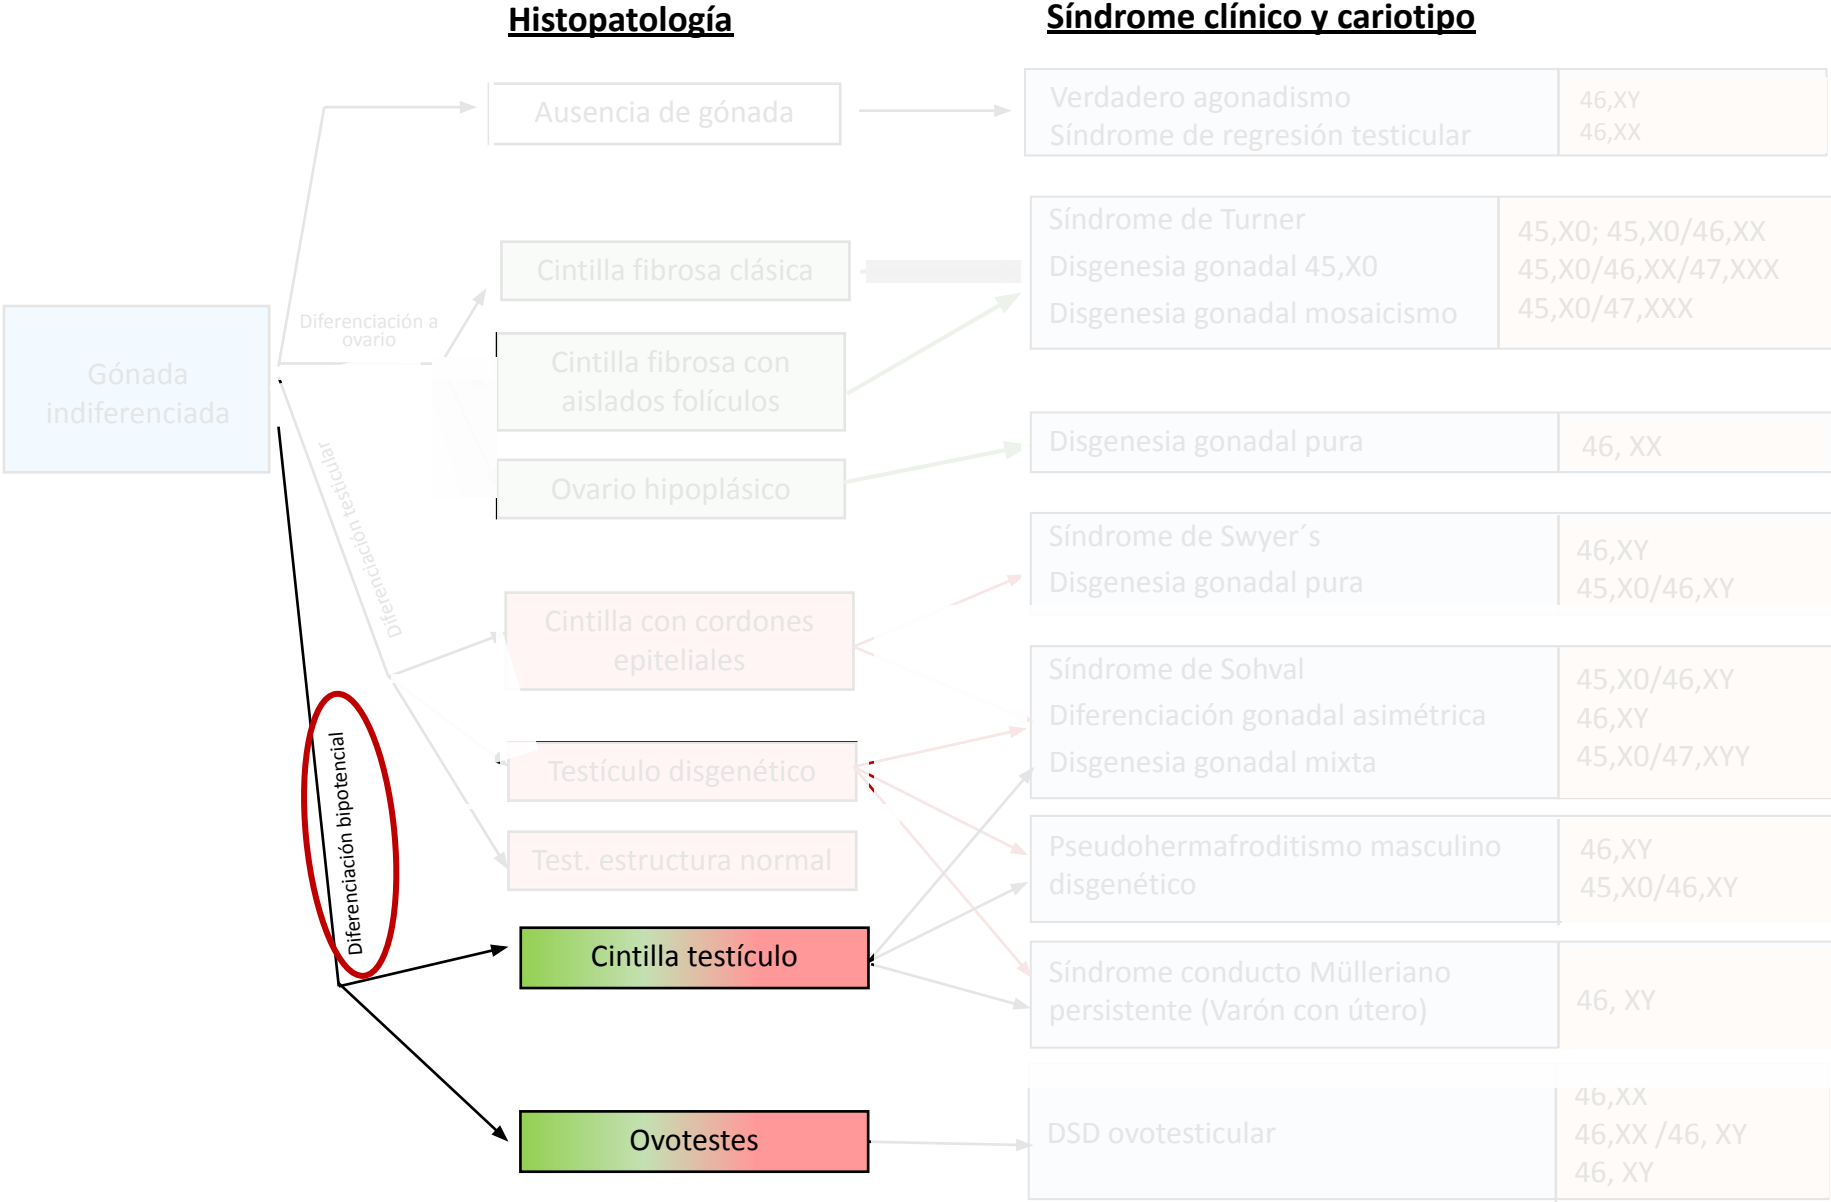 Histopatología
Síndrome clínico y cariotipo
Ausencia de gónada
Verdadero agonadismo
Síndrome de regresión testicular
46,XY
46,XX
Síndrome de Turner
Disgenesia gonadal 45,X0
Disgenesia gonadal mosaicismo
45,X0; 45,X0/46,XX
45,X0/46,XX/47,XXX
45,X0/47,XXX
Cintilla fibrosa clásica
Diferenciación a
ovario
Cintilla fibrosa con
aislados folículos
Gónada
indiferenciada
Disgenesia gonadal pura
46, XX
Ovario hipoplásico
Diferenciación testicular
Síndrome de Swyer´s
Disgenesia gonadal pura
46,XY
45,X0/46,XY
Cintilla con cordones
epiteliales
Síndrome de Sohval
Diferenciación gonadal asimétrica
Disgenesia gonadal mixta
45,X0/46,XY
46,XY
45,X0/47,XYY
Testículo disgenético
Diferenciación bipotencial
Test. estructura normal
Pseudohermafroditismo masculino
disgenético
46,XY
45,X0/46,XY
Cintilla testículo
Síndrome conducto Mülleriano
persistente (Varón con útero)
46, XY
Ovotestes
DSD ovotesticular
46,XX
46,XX /46, XY
46, XY